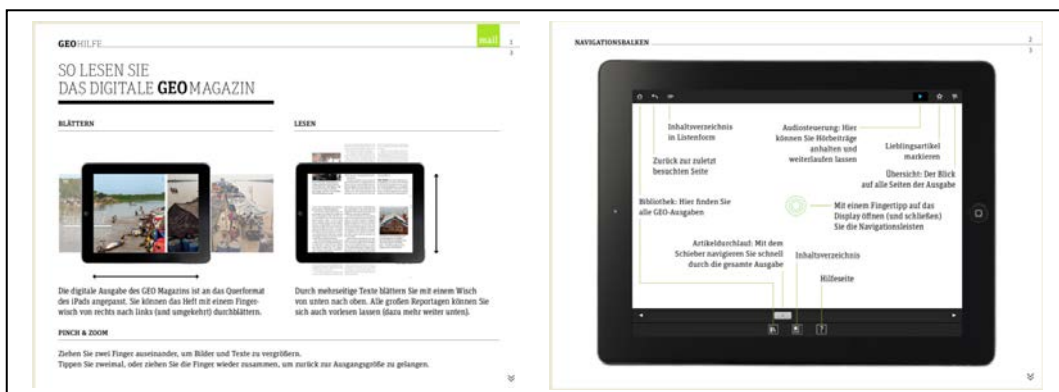 GEOHILFE
mail
1
3
SO LESEN SIE
DAS DIGITALE GEO MAGAZIN
BLÄTTERN
LESEN
Die digitale Ausgabe des GEO Magazins ist an das Querformat
des iPads angepasst. Sie können das Heft mit einem Finger-
wisch von rechts nach links (und umgekehrt) durchblättern.
Durch mehrseitige Texte blättern Sie mit einem Wisch
von unten nach oben. Alle großen Reportagen können Sie
sich auch vorlesen lassen (dazu mehr weiter unten).
PINCH & ZOOM
Ziehen Sie zwei Finger auseinander, um Bilder und Texte zu vergrößern.
Tippen Sie zweimal, oder ziehen Sie die Finger wieder zusammen, um zurück zur Ausgangsgröße zu gelangen.
NAVIGATIONSBALKEN
2
3
Inhaltsverzeichnis
in Listenform
Audiosteuerung: Hier
können Sie Hörbeiträge
anhalten und
weiterlaufen lassen
Lieblingsartikel
markieren
Zurück zur zuletzt
besuchten Seite
Übersicht: Der Blick
auf alle Seiten der Ausgabe
Bibliothek: Hier finden Sie
alle GEO-Ausgaben
Mit einem Fingertipp auf das
Display öffnen (und schließen)
Sie die Navigationsleisten
Artikeldurchlauf: Mit dem
Schieber navigieren Sie schnell
durch die gesamte Ausgabe
Inhaltsverzeichnis
Hilfeseite
?